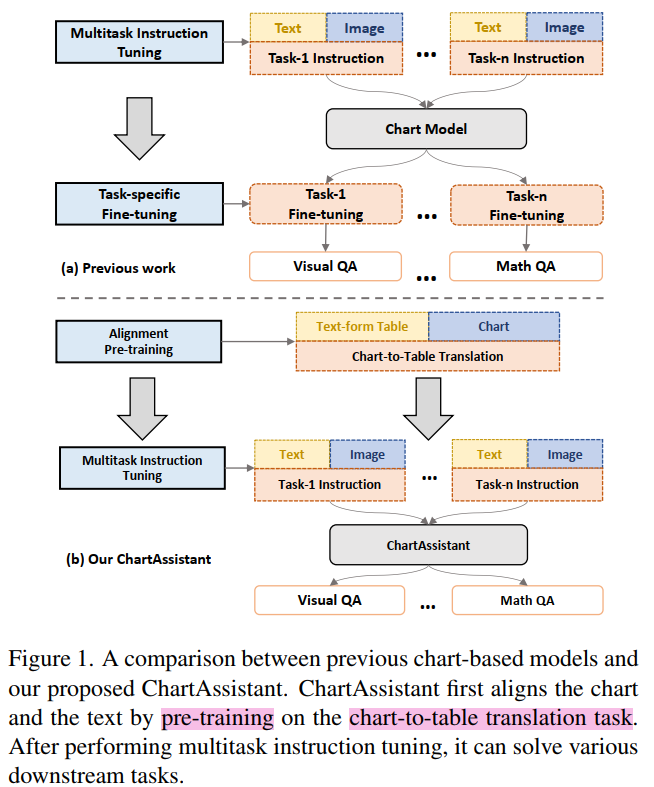 Multitask Instruction
Tuning
Text Image
Task-1 Instruction
...
Text Image
Task-n Instruction
Chart Model
Task-specific
Fine-tuning
Task-1
Fine-tuning
...
Task-n
Fine-tuning
(a) Previous work
Visual QA
...
Math QA
Alignment
Pre-training
Text-form Table Chart
Chart-to-Table Translation
Multitask Instruction
Tuning
Text Image
Task-1 Instruction
...
Text Image
Task-n Instruction
(b) Our ChartAssistant
ChartAssistant
Visual QA
...
Math QA
Figure 1. A comparison between previous chart-based models and
our proposed ChartAssistant. ChartAssistant first aligns the chart
and the text by pre-training on the chart-to-table translation task.
After performing multitask instruction tuning, it can solve various
downstream tasks.